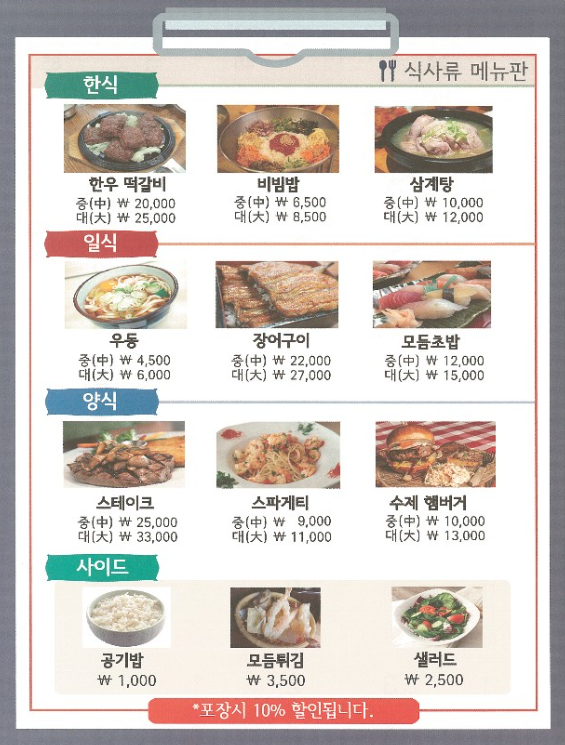 식사류 메뉴판
한식
한우 떡갈비 비빔밥 삼계탕
중(中) ₩ 20,000 중(中) ₩ 6,500 중(中) ₩ 10,000
대(大) ₩ 25,000 대(大) ₩ 8,500 대(大) ₩ 12,000
일식
우동 장어구이 모듬초밥
중(中) ₩ 4,500 중(中) ₩ 22,000 중(中) ₩ 12,000
대(大) ₩ 6,000 대(大) ₩ 27,000 대(大) ₩ 15,000
양식
스테이크 스파게티 수제 햄버거
중(中) ₩ 25,000 중(中) ₩ 9,000 중(中) ₩ 10,000
대(大) ₩ 33,000 대(大) ₩ 11,000 대(大) ₩ 13,000
사이드
공기밥 모듬튀김 샐러드
₩ 1,000 ₩ 3,500 ₩ 2,500
*포장시 10% 할인됩니다.